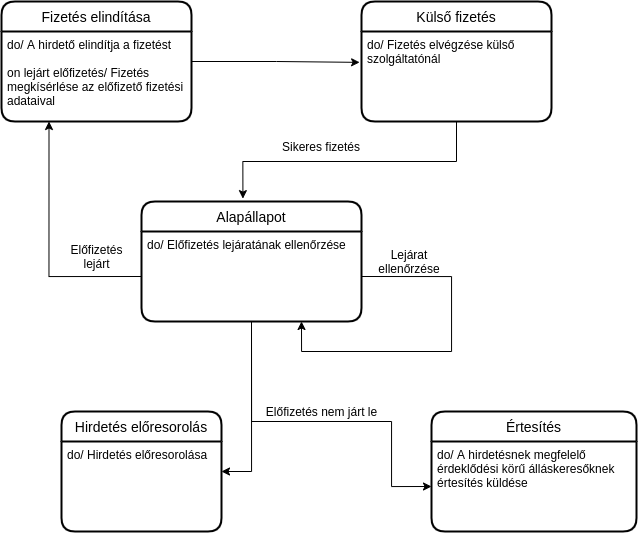 Fizetés elindítása
do/ A hirdető elindítja a fizetést
on lejárt előfizetés/ Fizetés
megkísérlése az előfizető fizetési
adataival
Külső fizetés
do/ Fizetés elvégzése külső
szolgáltatónál
Sikeres fizetés
Alapállapot
do/ Előfizetés lejáratának ellenőrzése
Előfizetés
lejárt
Lejárat
ellenőrzése
Előfizetés nem járt le
Hirdetés előresorolás
do/ Hirdetés előresorolása
Értesítés
do/ A hirdetésnek megfelelő
érdeklődési körű álláskeresőknek
értesítés küldése